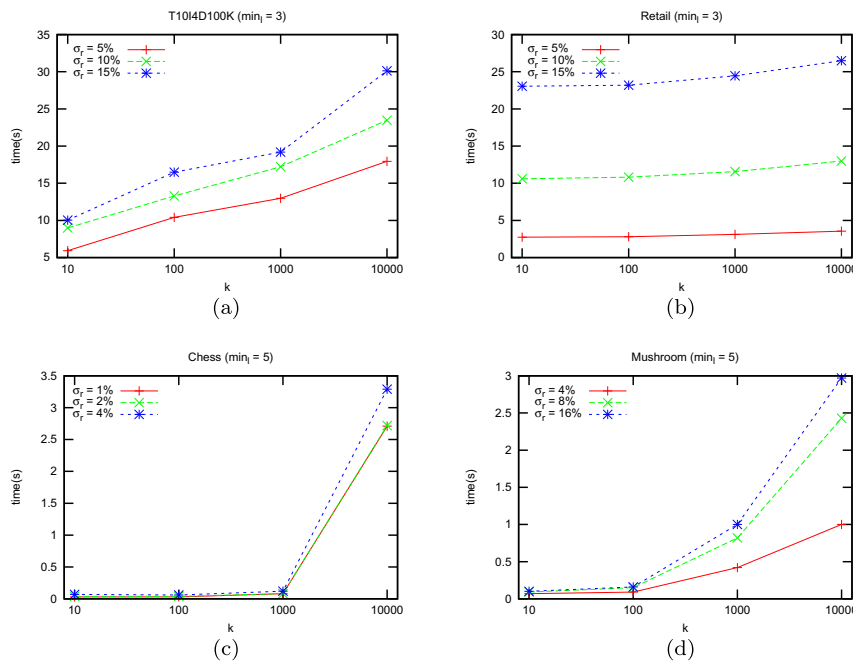 T10I4D100K (min_l = 3)
σ_r = 5%
σ_r = 10%
σ_r = 15%
35
30
25
20
15
10
5
time(s)
10 100 1000 10000
k
(a)
Retail (min_l = 3)
σ_r = 5%
σ_r = 10%
σ_r = 15%
30
25
20
15
10
5
0
time(s)
10 100 1000 10000
k
(b)
Chess (min_l = 5)
σ_r = 1%
σ_r = 2%
σ_r = 4%
3.5
3
2.5
2
1.5
1
0.5
0
time(s)
10 100 1000 10000
k
(c)
Mushroom (min_l = 5)
σ_r = 4%
σ_r = 8%
σ_r = 16%
3
2.5
2
1.5
1
0.5
0
time(s)
10 100 1000 10000
k
(d)